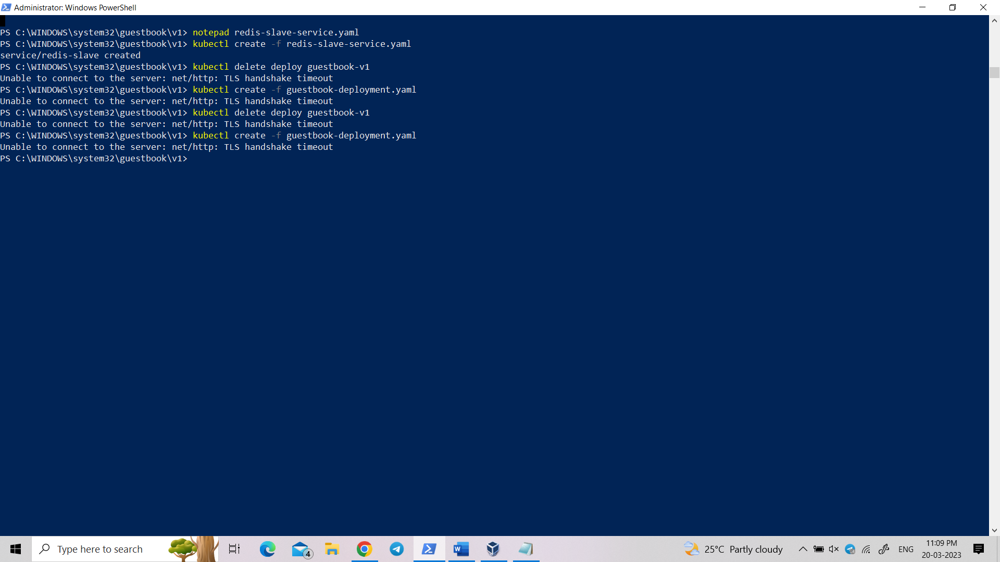 Administrator: Windows PowerShell
PS C:\WINDOWS\system32\guestbook\v1> notepad redis-slave-service.yaml
PS C:\WINDOWS\system32\guestbook\v1> kubectl create -f redis-slave-service.yaml
service/redis-slave created
PS C:\WINDOWS\system32\guestbook\v1> kubectl delete deploy guestbook-v1
Unable to connect to the server: net/http: TLS handshake timeout
PS C:\WINDOWS\system32\guestbook\v1> kubectl create -f guestbook-deployment.yaml
Unable to connect to the server: net/http: TLS handshake timeout
PS C:\WINDOWS\system32\guestbook\v1> kubectl delete deploy guestbook-v1
Unable to connect to the server: net/http: TLS handshake timeout
PS C:\WINDOWS\system32\guestbook\v1> kubectl create -f guestbook-deployment.yaml
Unable to connect to the server: net/http: TLS handshake timeout
PS C:\WINDOWS\system32\guestbook\v1>
Type here to search
4
W
25°C Partly cloudy
ENG
11:09 PM
20-03-2023